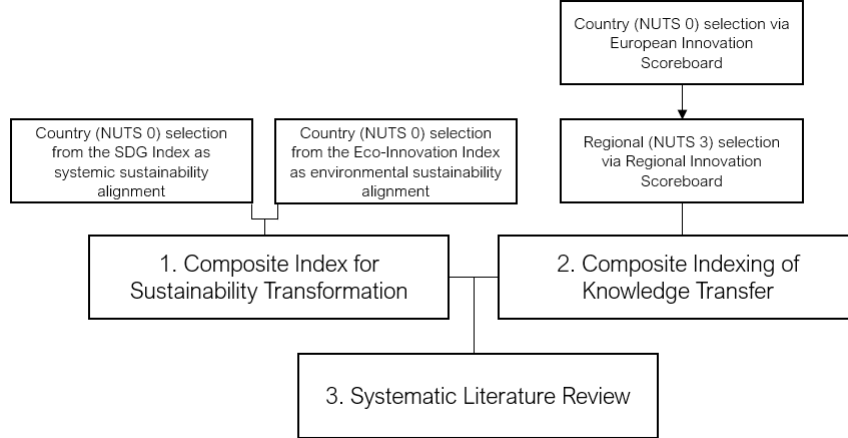 Country (NUTS 0) selection via
European Innovation
Scoreboard
Country (NUTS 0) selection
from the SDG Index as
systemic sustainability
alignment
Country (NUTS 0) selection
from the Eco-Innovation Index
as environmental sustainability
alignment
Regional (NUTS 3) selection
via Regional Innovation
Scoreboard
1. Composite Index for
Sustainability Transformation
2. Composite Indexing of
Knowledge Transfer
3. Systematic Literature Review